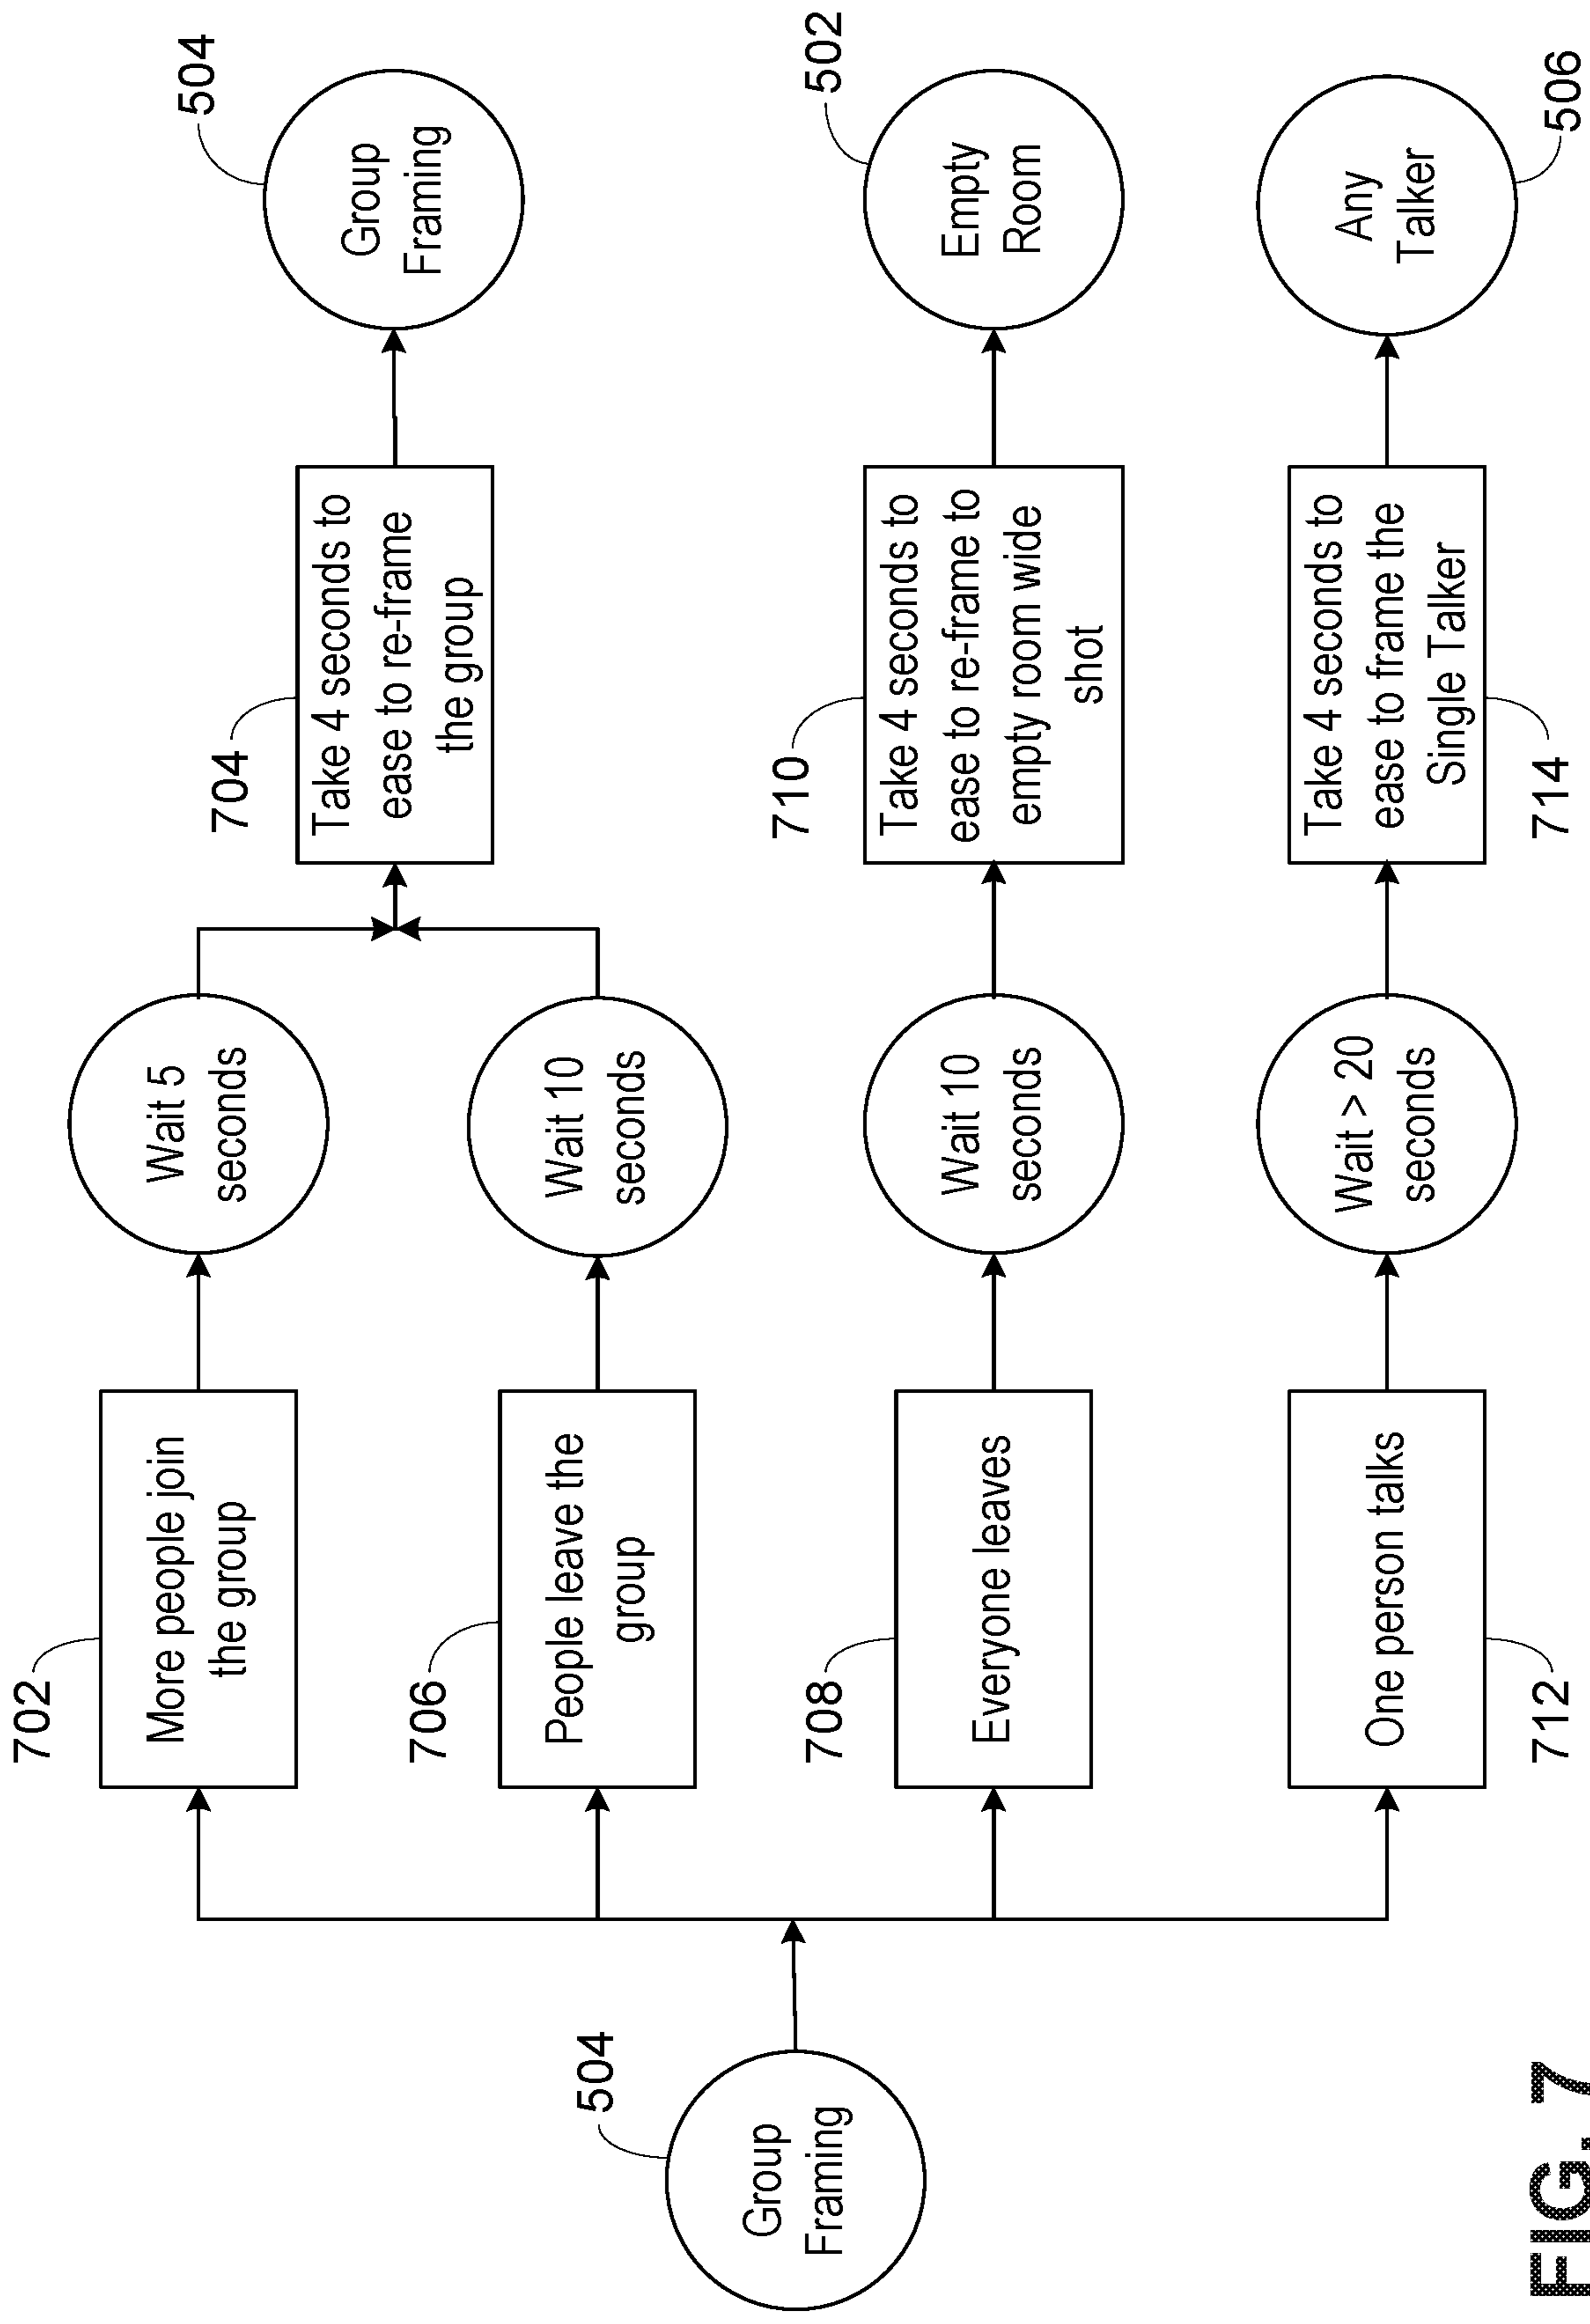 504
Group
Framing
702
More people join
the group
Wait 5
seconds
704
Take 4 seconds to
ease to re-frame
the group
504
Group
Framing
706
People leave the
group
Wait 10
seconds
708
Everyone leaves
Wait 10
seconds
710
Take 4 seconds to
ease to re-frame to
empty room wide
shot
502
Empty
Room
712
One person talks
Wait > 20
seconds
714
Take 4 seconds to
ease to frame the
Single Talker
506
Any
Talker
FIG. 7